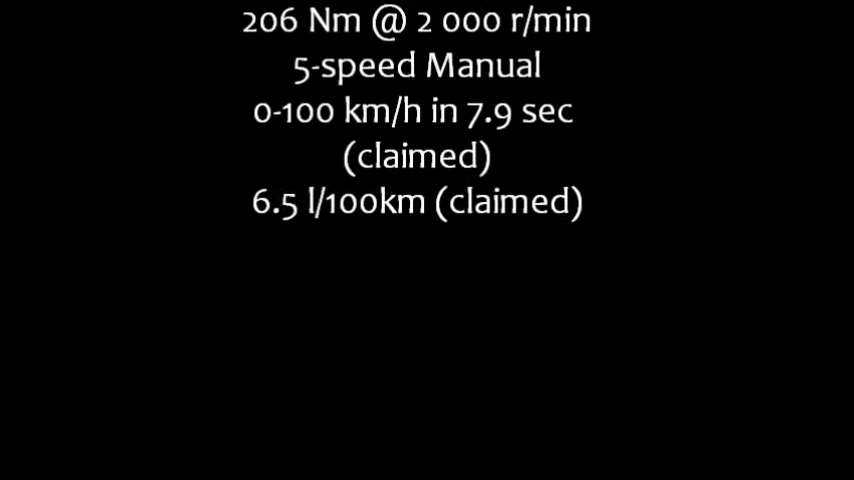 206 Nm @ 2 000 r/min
5-speed Manual
0-100 km/h in 7.9 sec
(claimed)
6.5 l/100km (claimed)